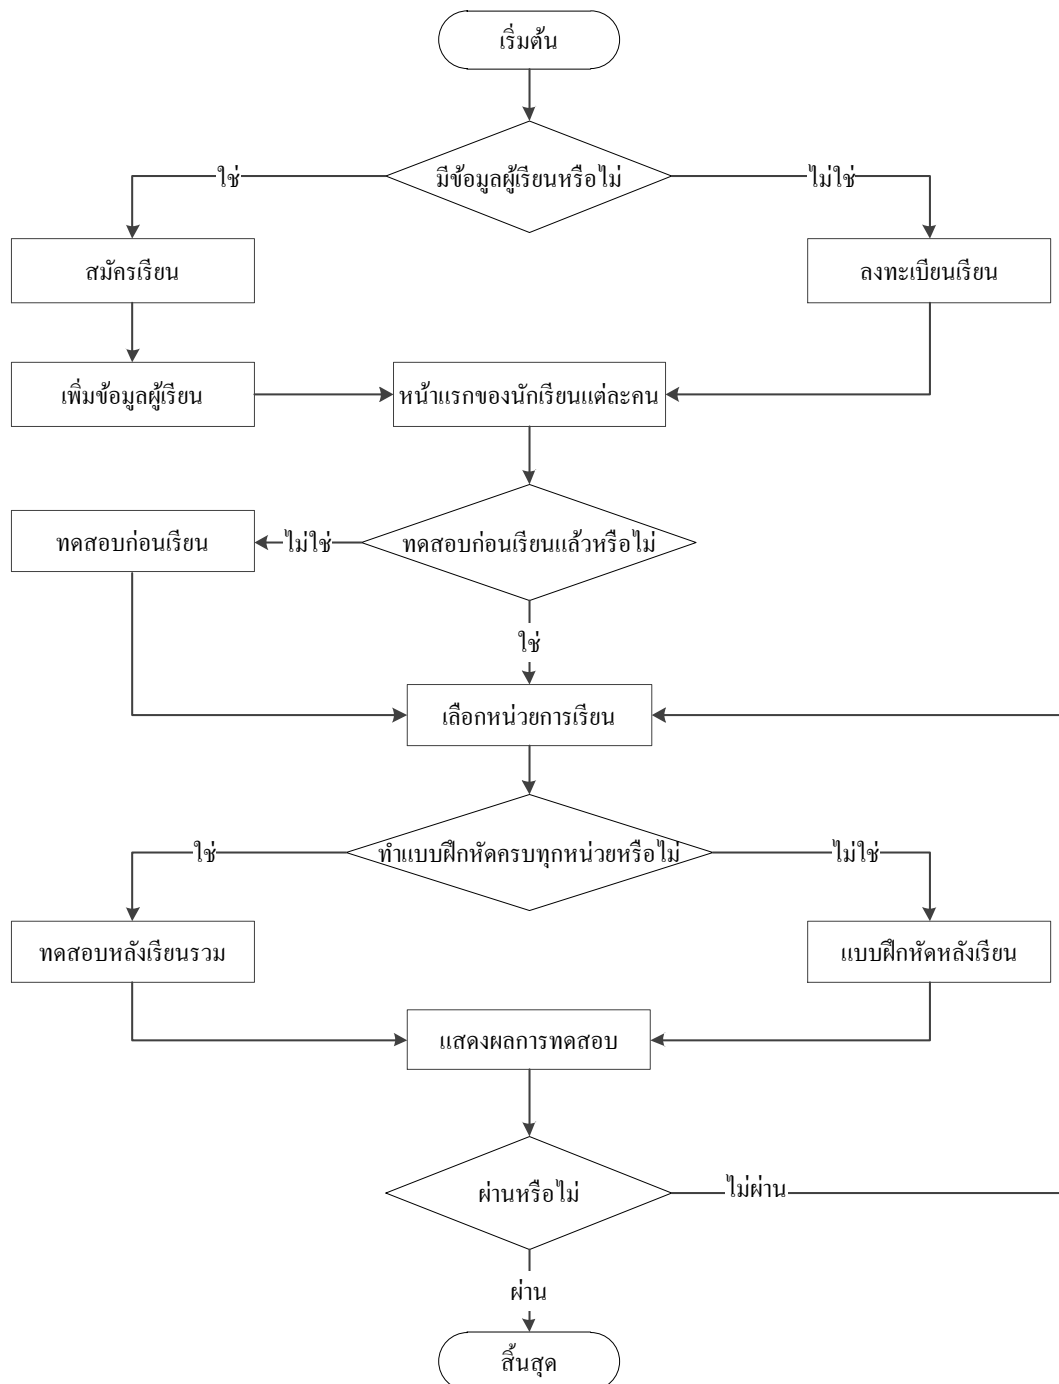 เริ่มต้น
มีข้อมูลผู้เรียนหรือไม่
ใช่
ไม่ใช่
สมัครเรียน
ลงทะเบียนเรียน
เพิ่มข้อมูลผู้เรียน
หน้าแรกของนักเรียนแต่ละคน
ทดสอบก่อนเรียน
ไม่ใช่
ทดสอบก่อนเรียนแล้วหรือไม่
ใช่
เลือกหน่วยการเรียน
ใช่
ทำแบบฝึกหัดครบทุกหน่วยหรือไม่
ไม่ใช่
ทดสอบหลังเรียนรวม
แบบฝึกหัดหลังเรียน
แสดงผลการทดสอบ
ผ่านหรือไม่
ไม่ผ่าน
ผ่าน
สิ้นสุด